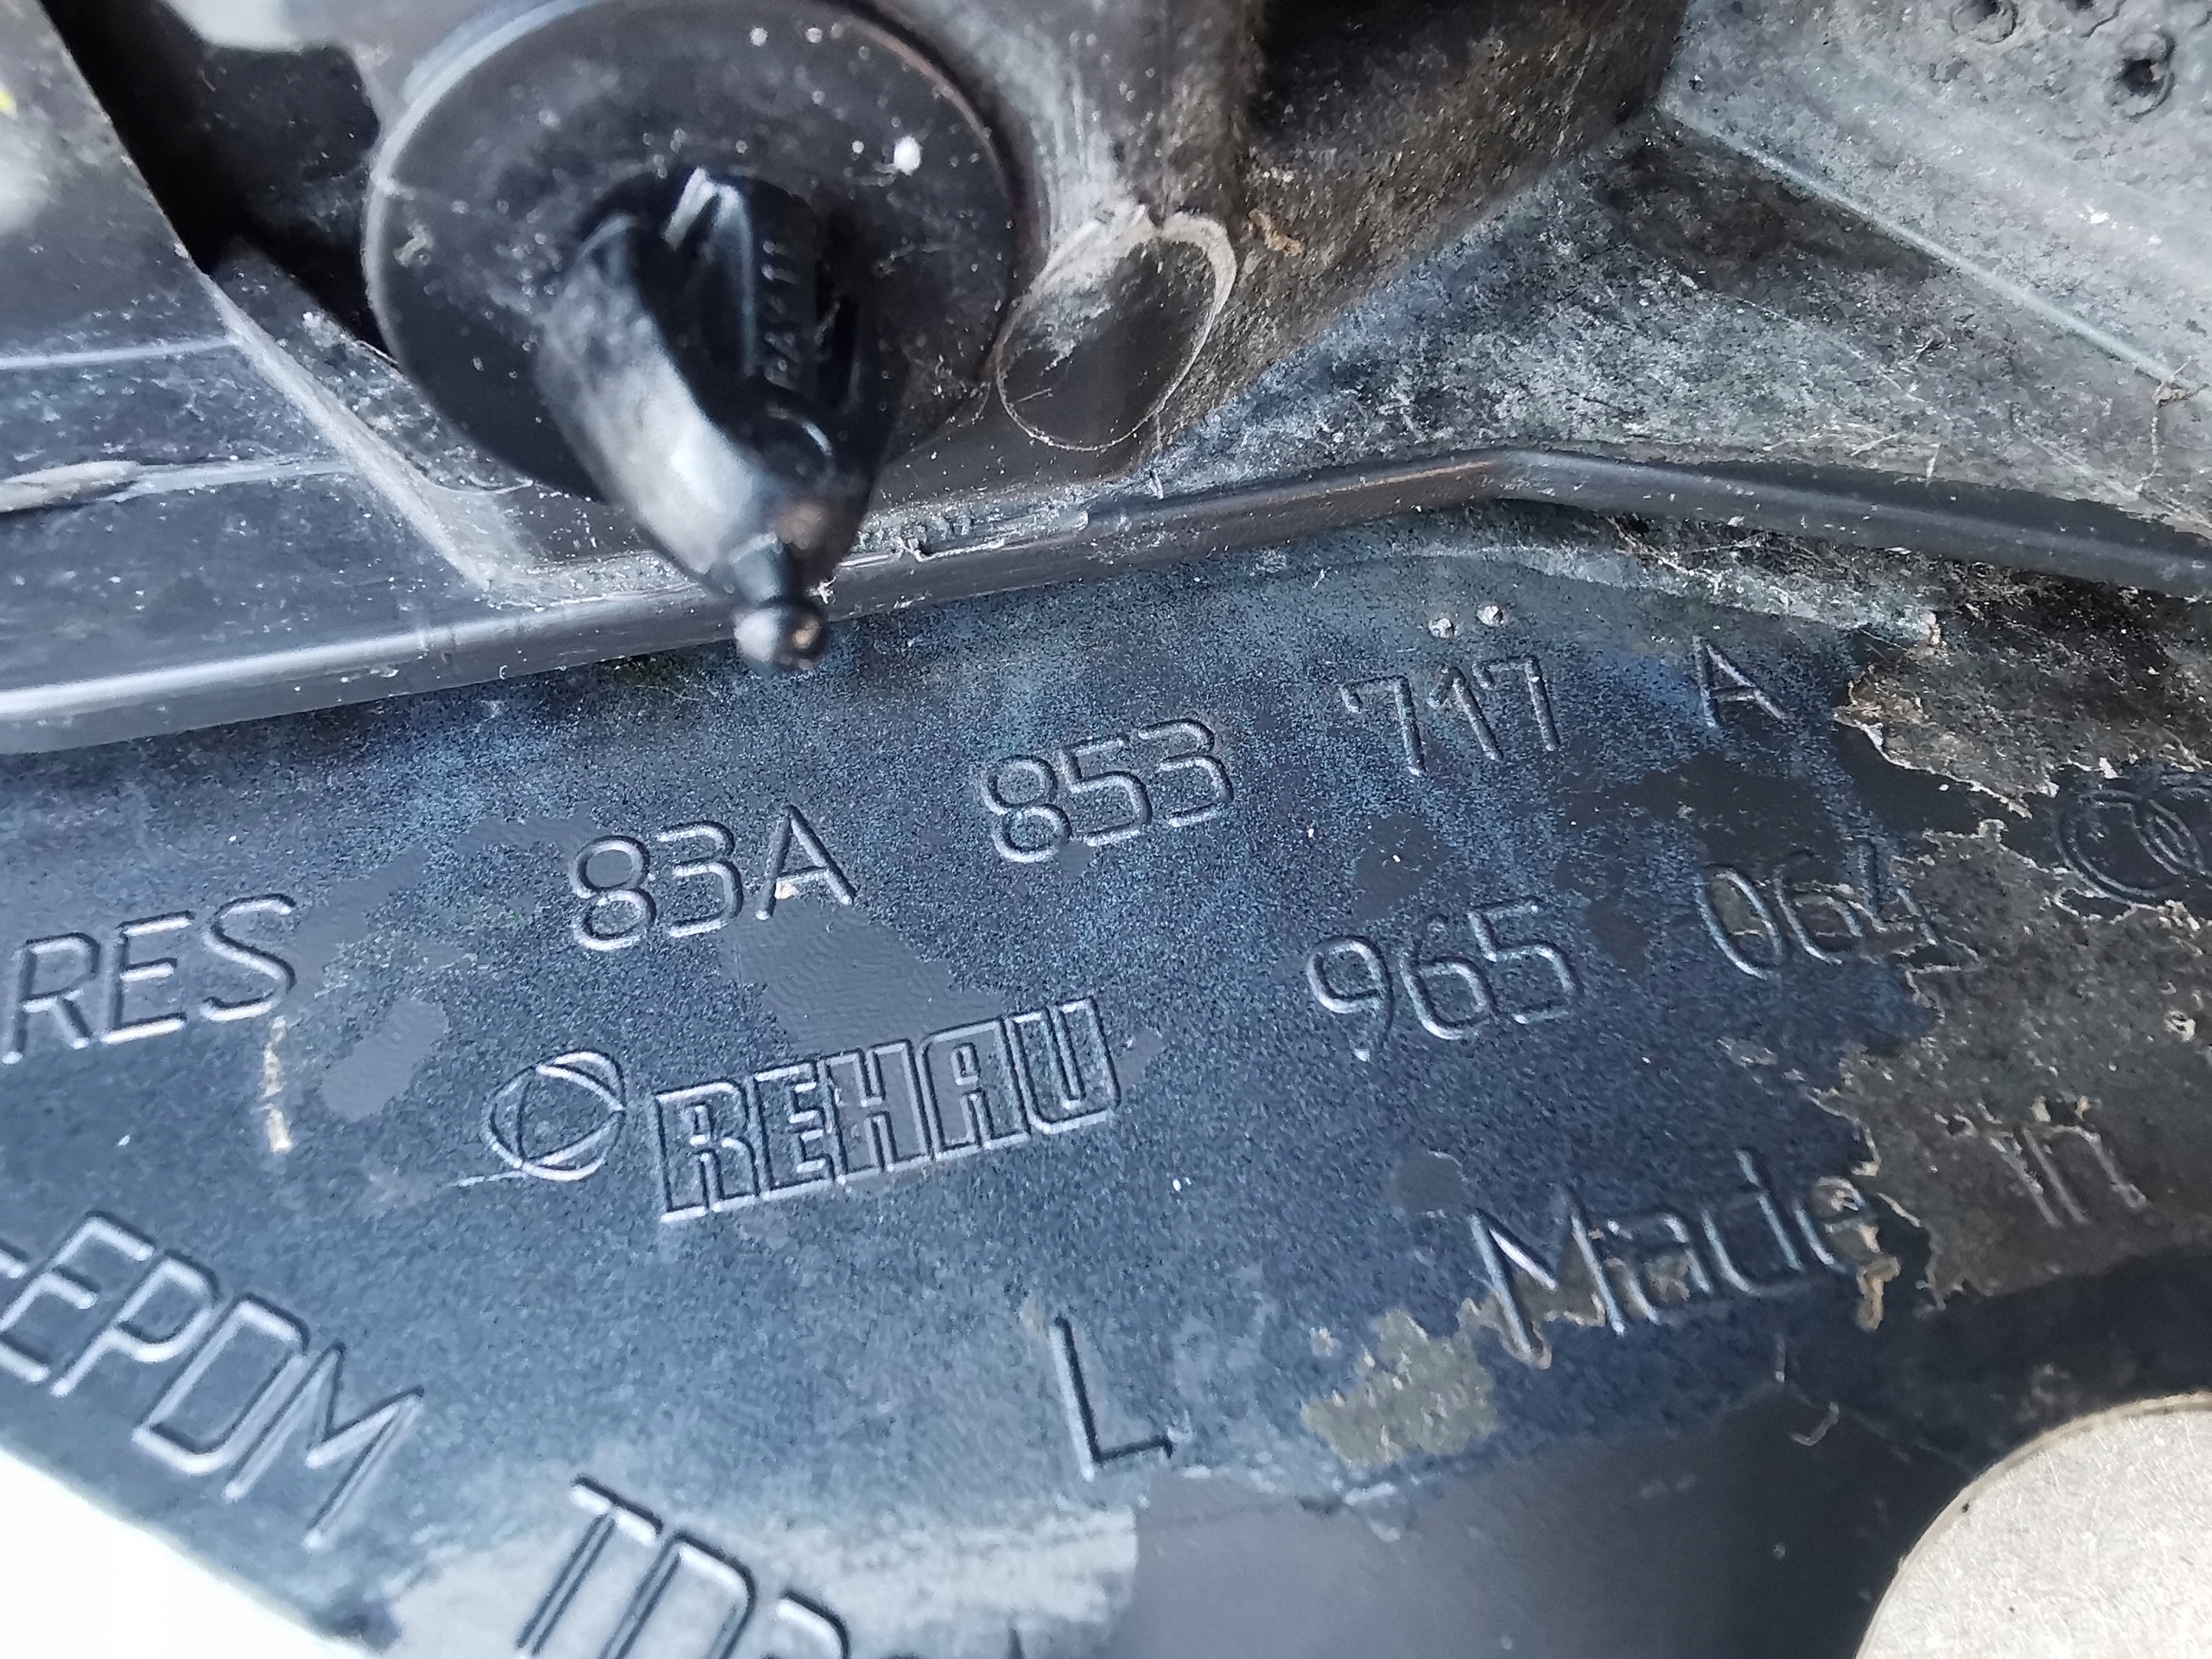 RES 83A 853 717 A
REHAU 965 064
Made in
-EPDM
L